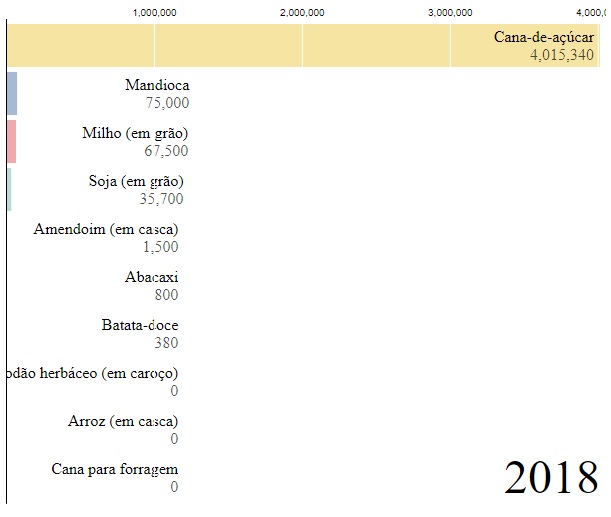 1,000,000 2,000,000 3,000,000 4,000,0
Cana-de-açúcar
4,015,340
Mandioca
75,000
Milho (em grão)
67,500
Soja (em grão)
35,700
Amendoim (em casca)
1,500
Abacaxi
800
Batata-doce
380
odão herbáceo (em caroço)
0
Arroz (em casca)
0
Cana para forragem
0
2018